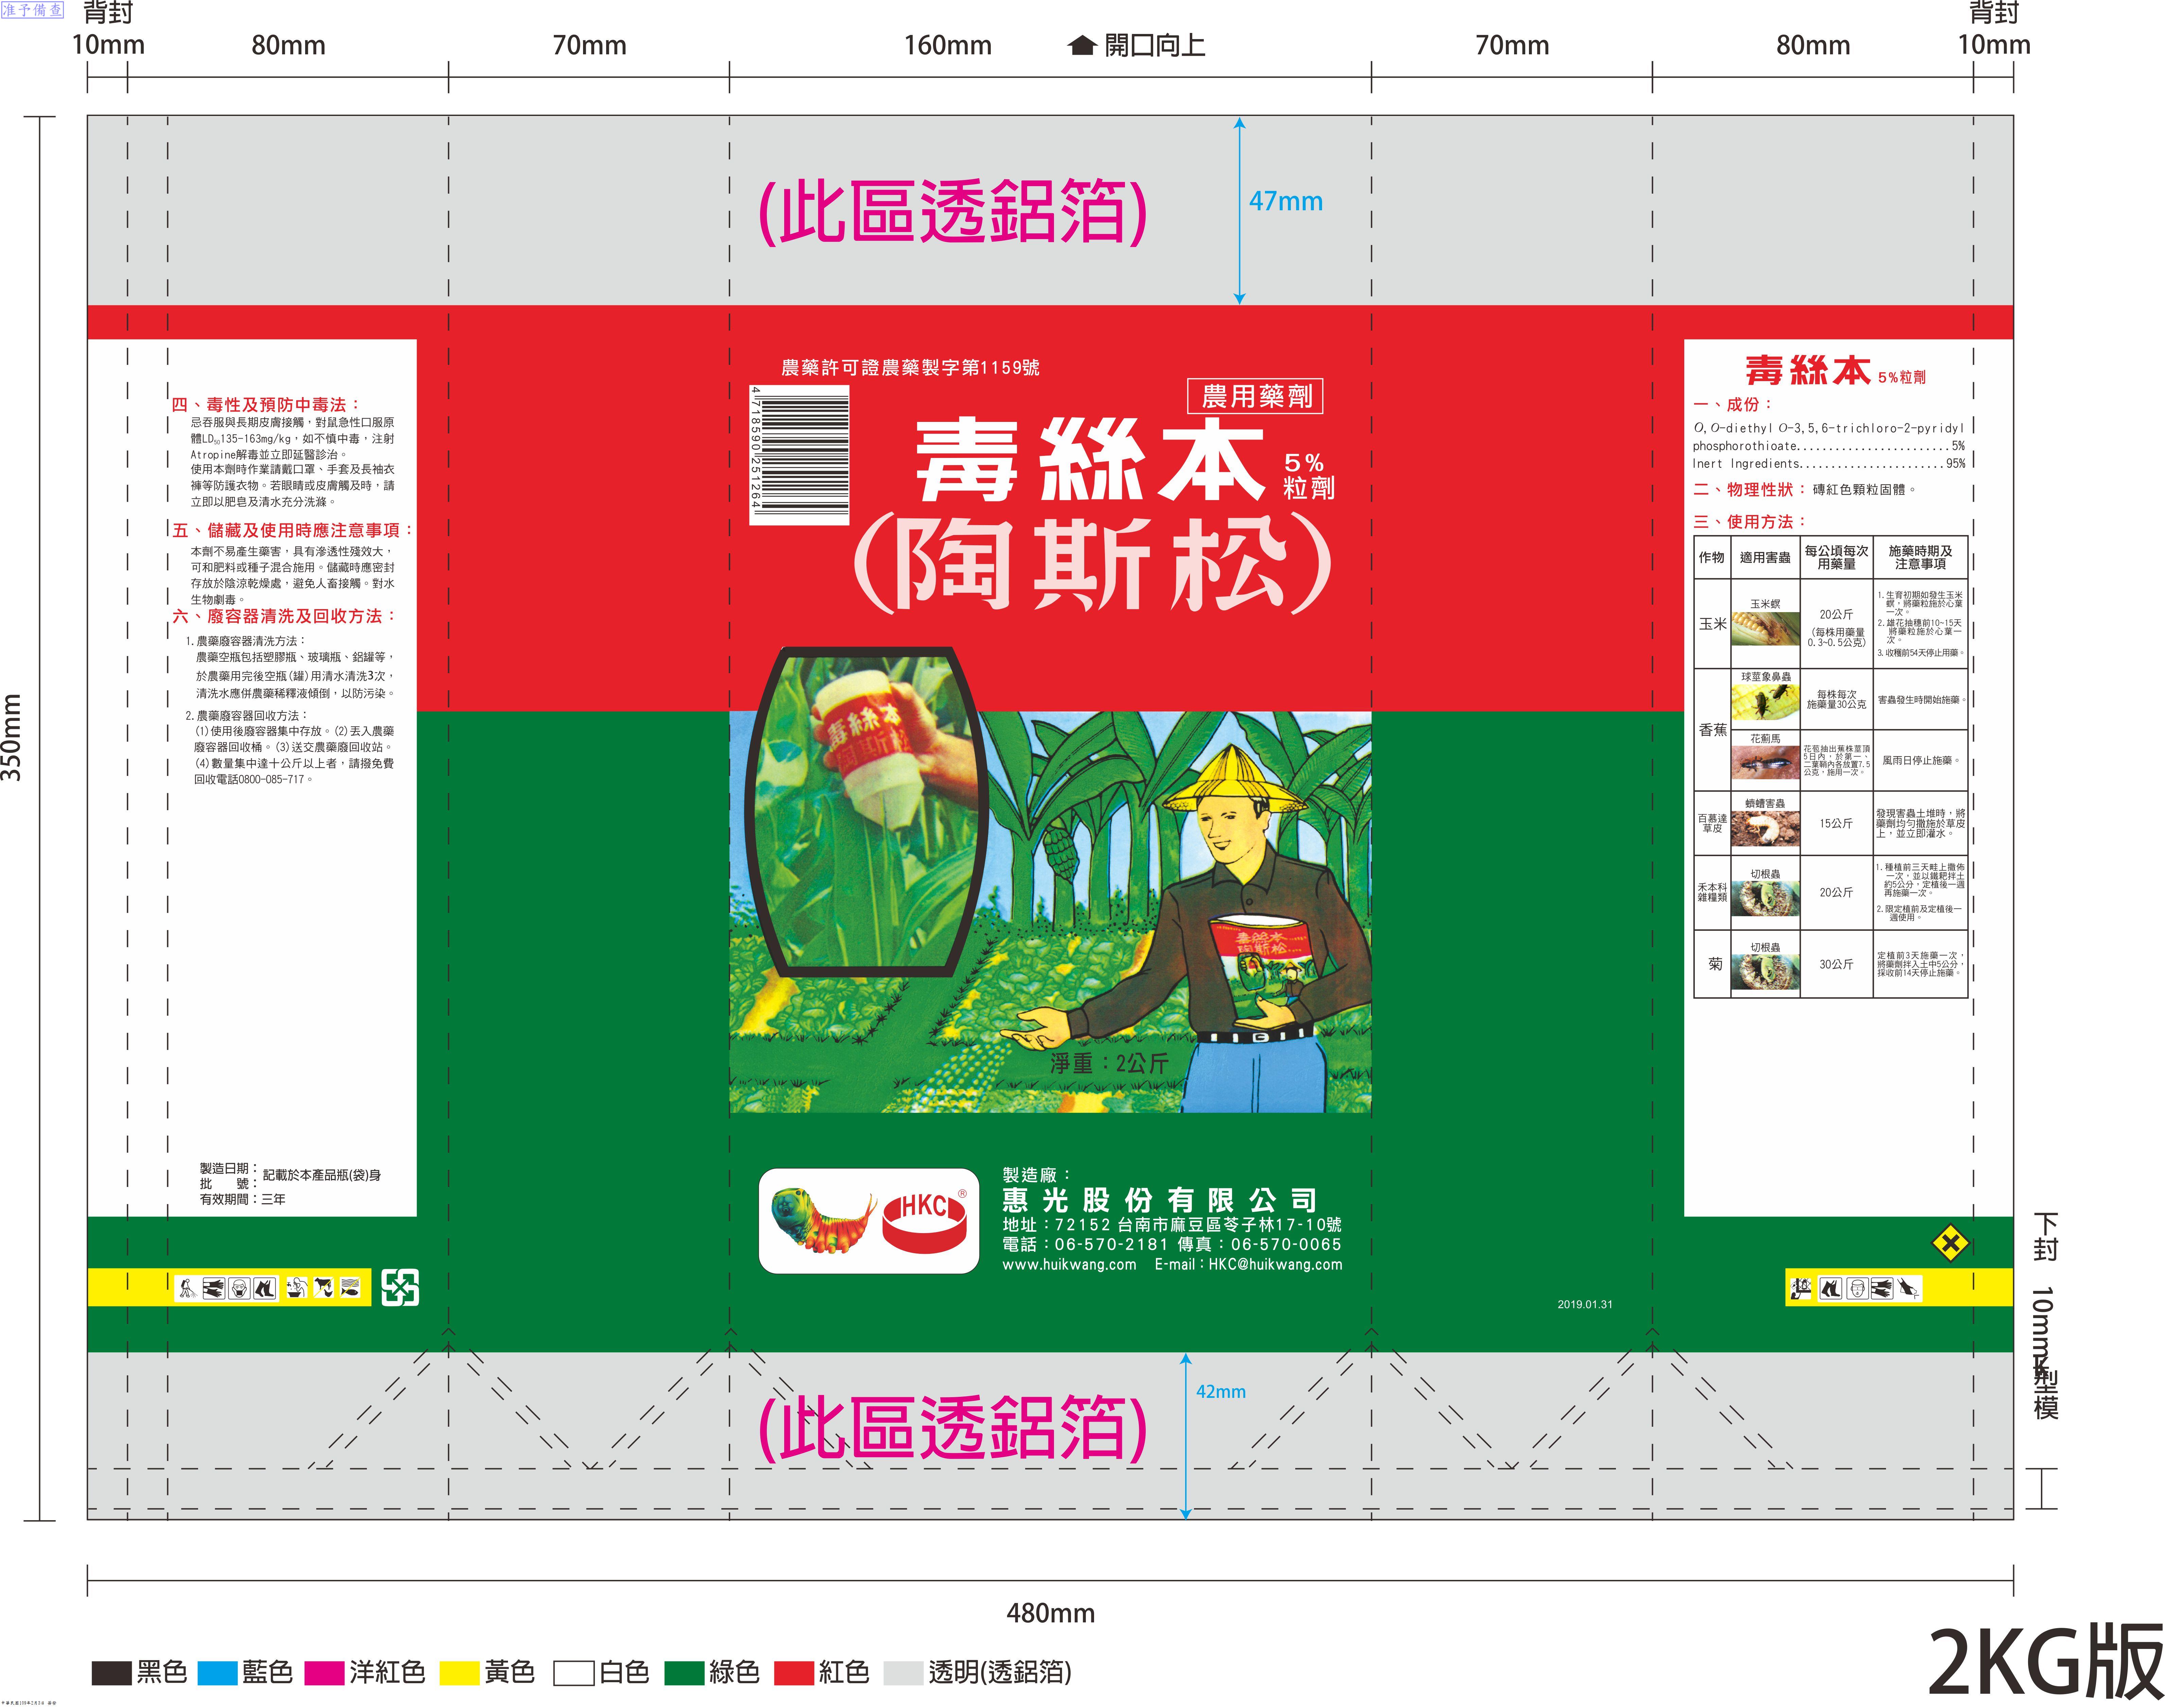 准予備查
背封
背封
10mm
80mm
70mm
160mm
開口向上
70mm
80mm
10mm
(此區透鋁箔)
47mm
350mm
四、毒性及預防中毒法：
忌吞服與長期皮膚接觸，對鼠急性口服原
體LD50135-163mg/kg，如不慎中毒，注射
Atropine解毒並立即延醫診治。
使用本劑時作業請戴口罩、手套及長袖衣
褲等防護衣物。若眼睛或皮膚觸及時，請
立即以肥皂及清水充分洗滌。
五、儲藏及使用時應注意事項：
本劑不易產生藥害，具有滲透性殘效大，
可和肥料或種子混合施用。儲藏時應密封
存放於陰涼乾燥處，避免人畜接觸。對水
生物劇毒。
六、廢容器清洗及回收方法：
1.農藥廢容器清洗方法：
農藥空瓶包括塑膠瓶、玻璃瓶、鋁罐等，
於農藥用完後空瓶(罐)用清水清洗3次，
清洗水應併農藥稀釋液傾倒，以防污染。
2.農藥廢容器回收方法：
(1)使用後廢容器集中存放。(2)丟入農藥
廢容器回收桶。(3)送交農藥廢回收站。
(4)數量集中達十公斤以上者，請撥免費
回收電話0800-085-717。
製造日期：
批　　號：
記載於本產品瓶(袋)身
有效期間：三年
農藥許可證農藥製字第1159號
4 718590 251264
農用藥劑
毒絲本
5%
粒劑
(陶斯松)
毒絲本
陶斯松
毒絲本
陶斯松
淨重：2公斤
HKC®
製造廠：
惠光股份有限公司
地址：72152 台南市麻豆區苓子林17-10號
電話：06-570-2181 傳真：06-570-0065
www.huikwang.com　E-mail：HKC@huikwang.com
2019.01.31
毒絲本 5%粒劑
一、成份：
O,O-diethyl O-3,5,6-trichloro-2-pyridyl
phosphorothioate........................5%
Inert Ingredients.......................95%
二、物理性狀：磚紅色顆粒固體。
三、使用方法：
作物
適用害蟲
每公頃每次
用藥量
施藥時期及
注意事項
玉米
玉米螟
20公斤
(每株用藥量
0.3~0.5公克)
1.生育初期如發生玉米
螟，將藥粒施於心葉
一次。
2.雄花抽穗前10~15天
將藥粒施於心葉一
次。
3.收穫前54天停止用藥。
香蕉
球莖象鼻蟲
每株每次
施藥量30公克
害蟲發生時開始施藥。
花薊馬
花苞抽出蕉株莖頂
5日內，於第一、
二葉鞘內各放置7.5
公克，施用一次。
風雨日停止施藥。
百慕達
草皮
蠐螬害蟲
15公斤
發現害蟲土堆時，將
藥劑均勻撒施於草皮
上，並立即灌水。
禾本科
雜糧類
切根蟲
20公斤
1.種植前三天畦上撒佈
一次，並以鐵耙拌土
約5公分，定植後一週
再施藥一次。
2.限定植前及定植後一
週使用。
菊
切根蟲
30公斤
定植前3天施藥一次，
將藥劑拌入土中5公分，
採收前14天停止施藥。
下封　10mm
K型模
(此區透鋁箔)
42mm
480mm
黑色
藍色
洋紅色
黃色
白色
綠色
紅色
透明(透鋁箔)
2KG版